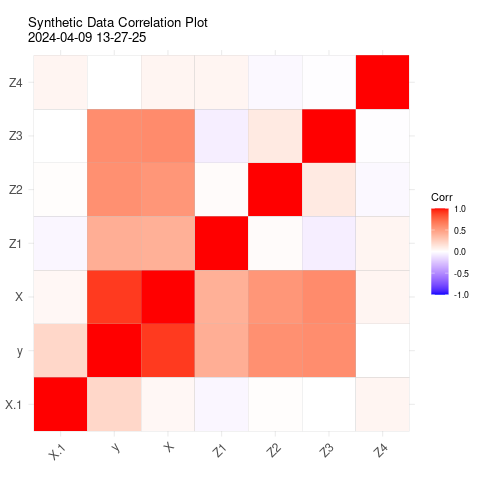 Synthetic Data Correlation Plot
2024-04-09 13-27-25
Z4
Z3
Z2
Z1
X
y
X.1
X.1
y
X
Z1
Z2
Z3
Z4
Corr
1.0
0.5
0.0
-0.5
-1.0